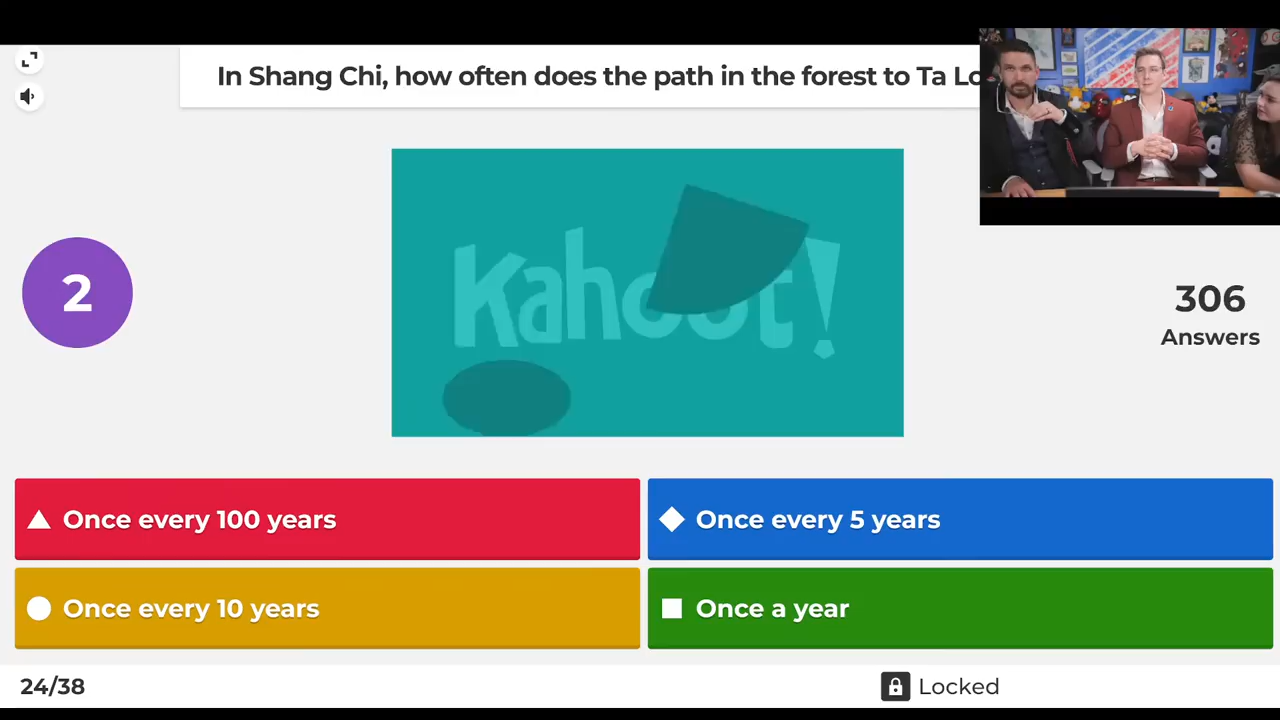 In Shang Chi, how often does the path in the forest to Ta
2
Kahoot!
306
Answers
Once every 100 years
Once every 5 years
Once every 10 years
Once a year
24/38
Locked